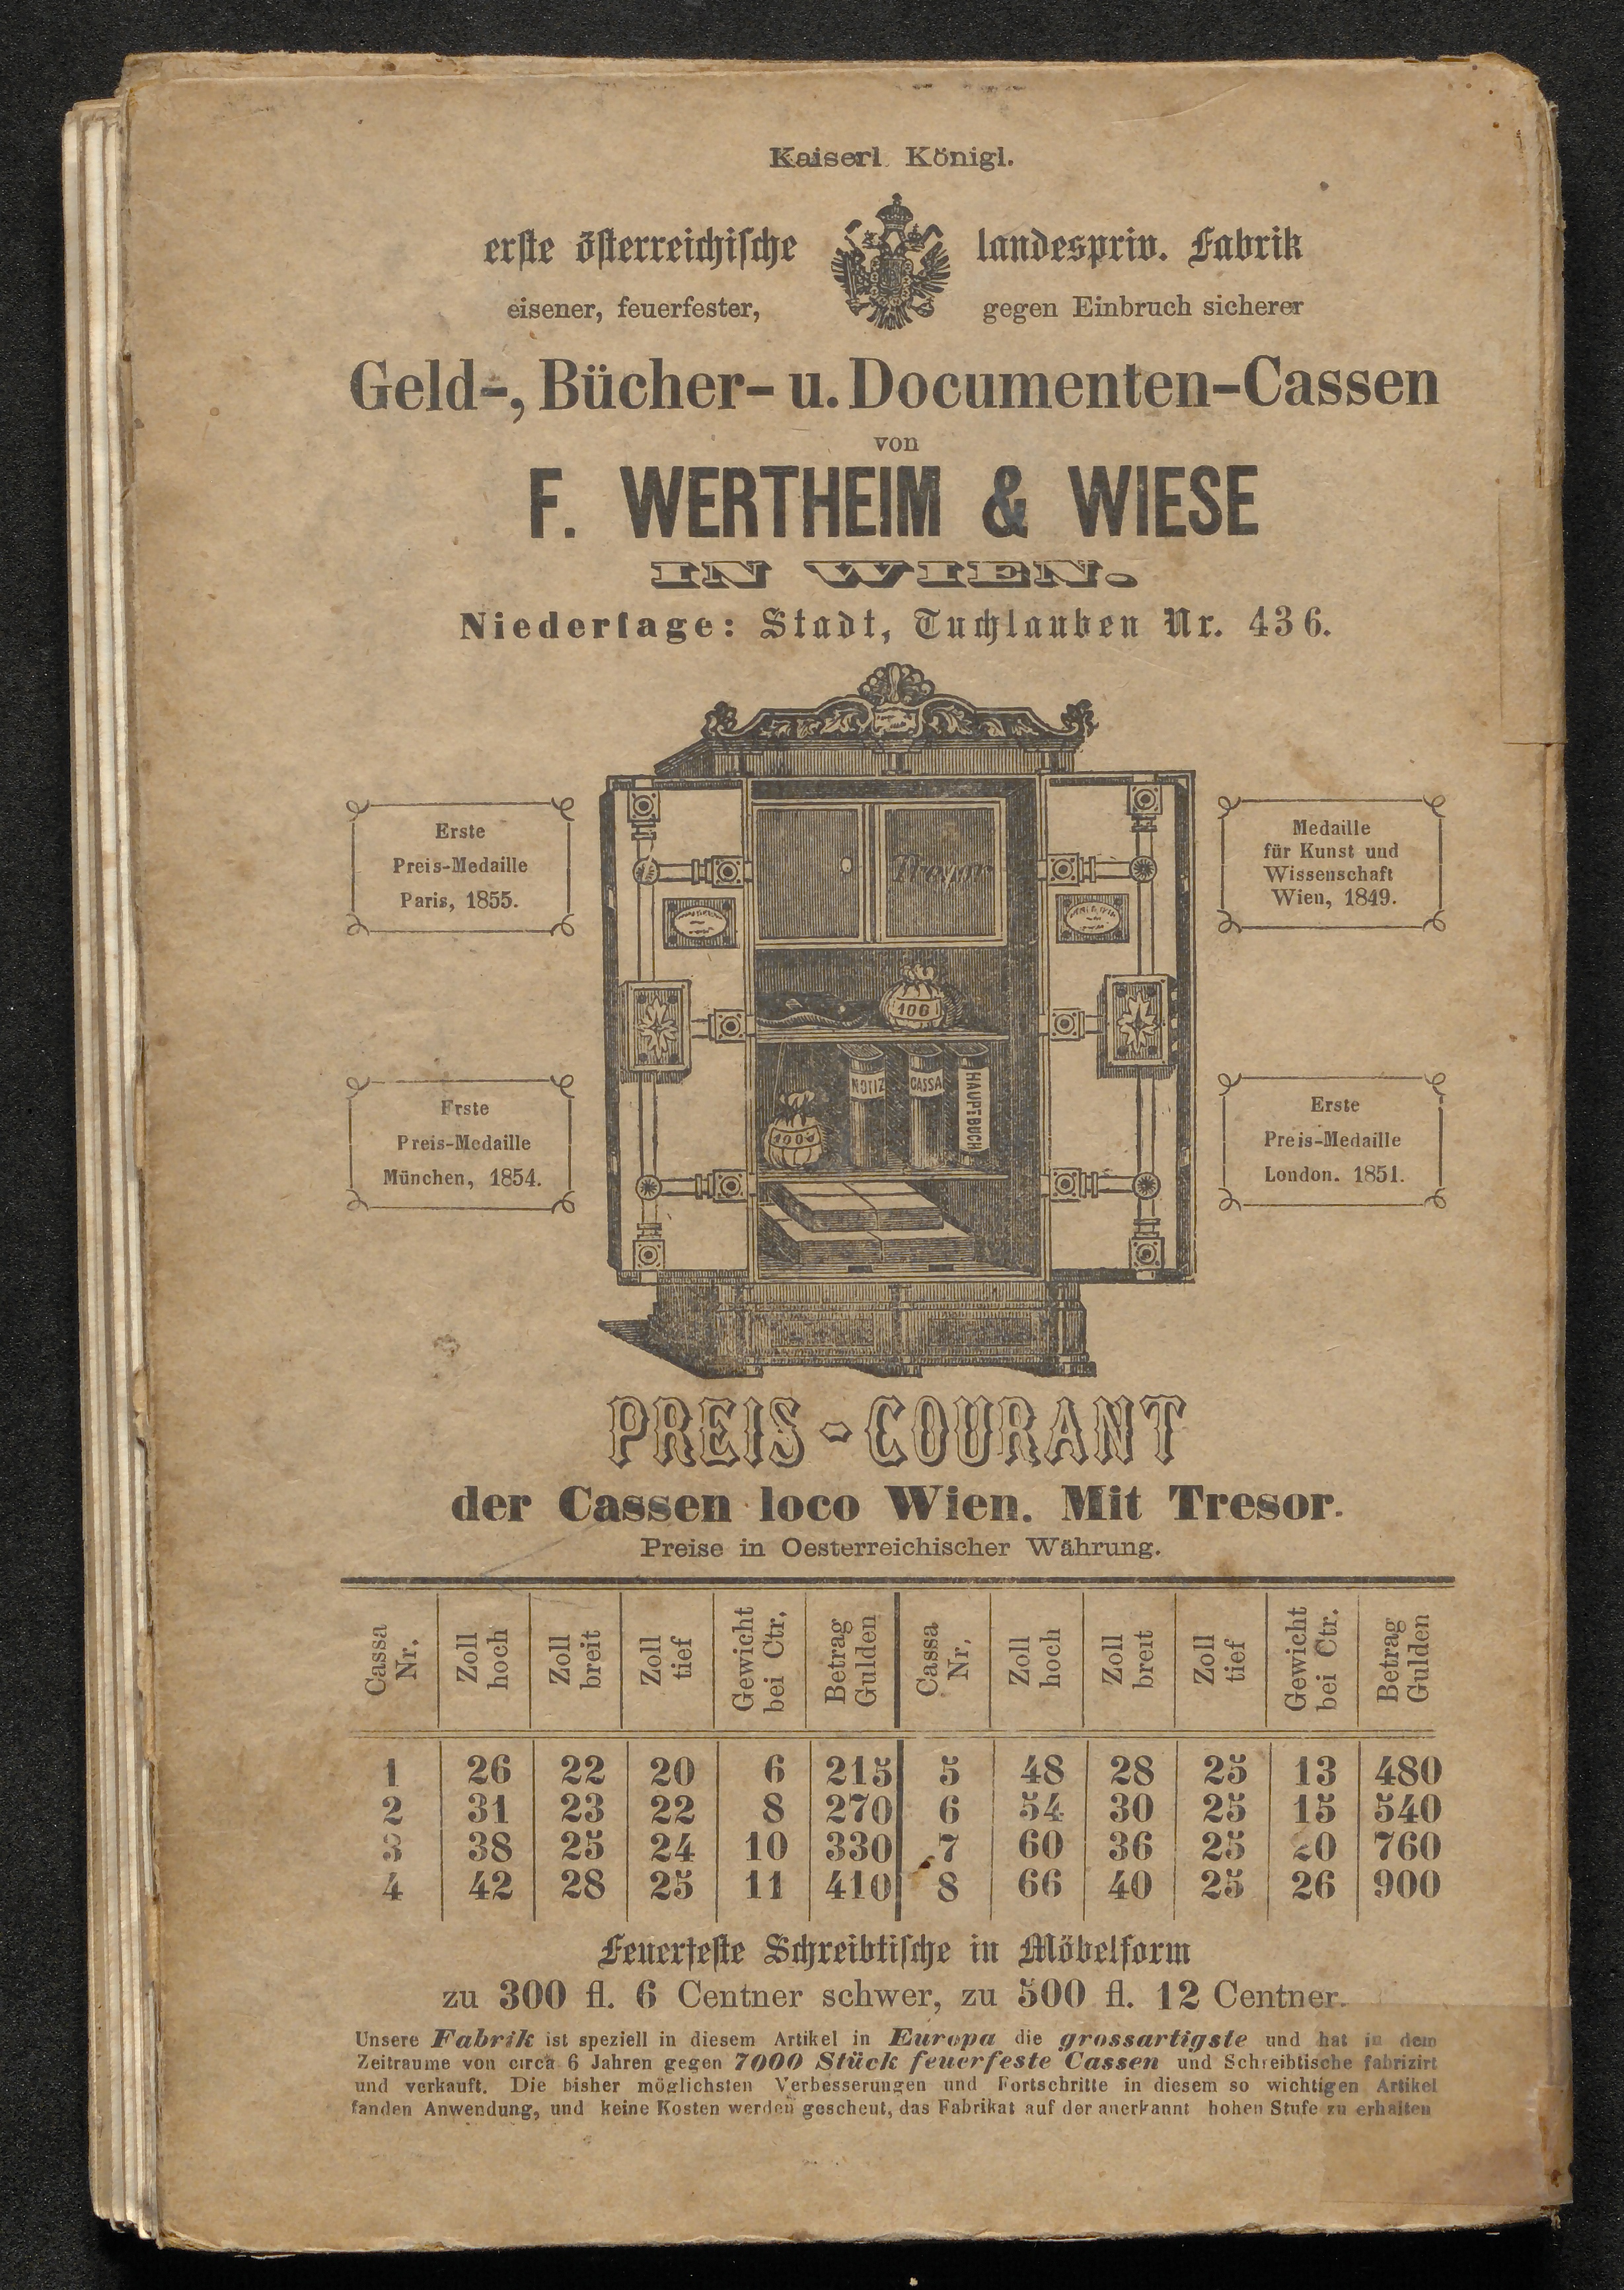 Kaiserl. Königl.
erste österreichische landespriv. Fabrik
eisener, feuerfester, gegen Einbruch sicherer
Geld-, Bücher- u. Documenten-Cassen
von
F. WERTHEIM & WIESE
IN WIEN.
Niederlage: Stadt, Tuchlauben Nr. 436.
Erste
Preis-Medaille
Paris, 1855.
Medaille
für Kunst und
Wissenschaft
Wien, 1849.
Tresor
100
NOTIZ CASSA HAUPTBUCH
1000
Erste
Preis-Medaille
München, 1854.
Erste
Preis-Medaille
London. 1851.
PREIS-COURANT
der Cassen loco Wien. Mit Tresor.
Preise in Oesterreichischer Währung.
Cassa Nr. Zoll hoch Zoll breit Zoll tief Gewicht bei Ctr. Betrag Gulden Cassa Nr. Zoll hoch Zoll breit Zoll tief Gewicht bei Ctr. Betrag Gulden
1 26 22 20 6 215 5 48 28 25 13 480
2 31 23 22 8 270 6 54 30 25 15 540
3 38 25 24 10 330 7 60 36 25 20 760
4 42 28 25 11 410 8 66 40 25 26 900
Feuerfeste Schreibtische in Möbelform
zu 300 fl. 6 Centner schwer, zu 500 fl. 12 Centner.
Unsere Fabrik ist speziell in diesem Artikel in Europa die grossartigste und hat in dem
Zeitraume von circa 6 Jahren gegen 7000 Stück feuerfeste Cassen und Schreibtische fabrizirt
und verkauft. Die bisher möglichsten Verbesserungen und Fortschritte in diesem so wichtigen Artikel
fanden Anwendung, und keine Kosten werden gescheut, das Fabrikat auf der anerkannt hohen Stufe zu erhalten